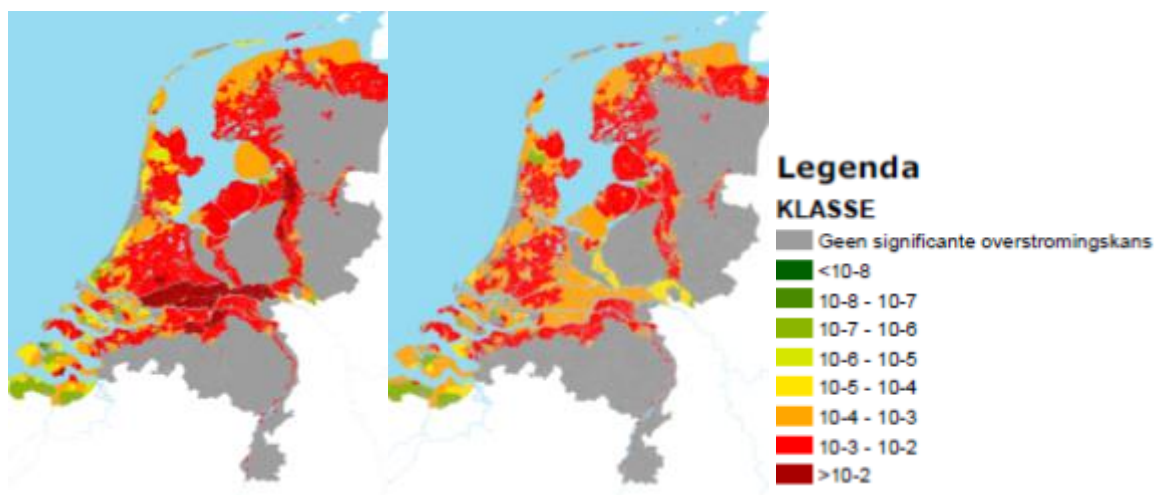 Legenda
KLASSE
Geen significante overstromingskans
<10-8
10-8 - 10-7
10-7 - 10-6
10-6 - 10-5
10-5 - 10-4
10-4 - 10-3
10-3 - 10-2
>10-2